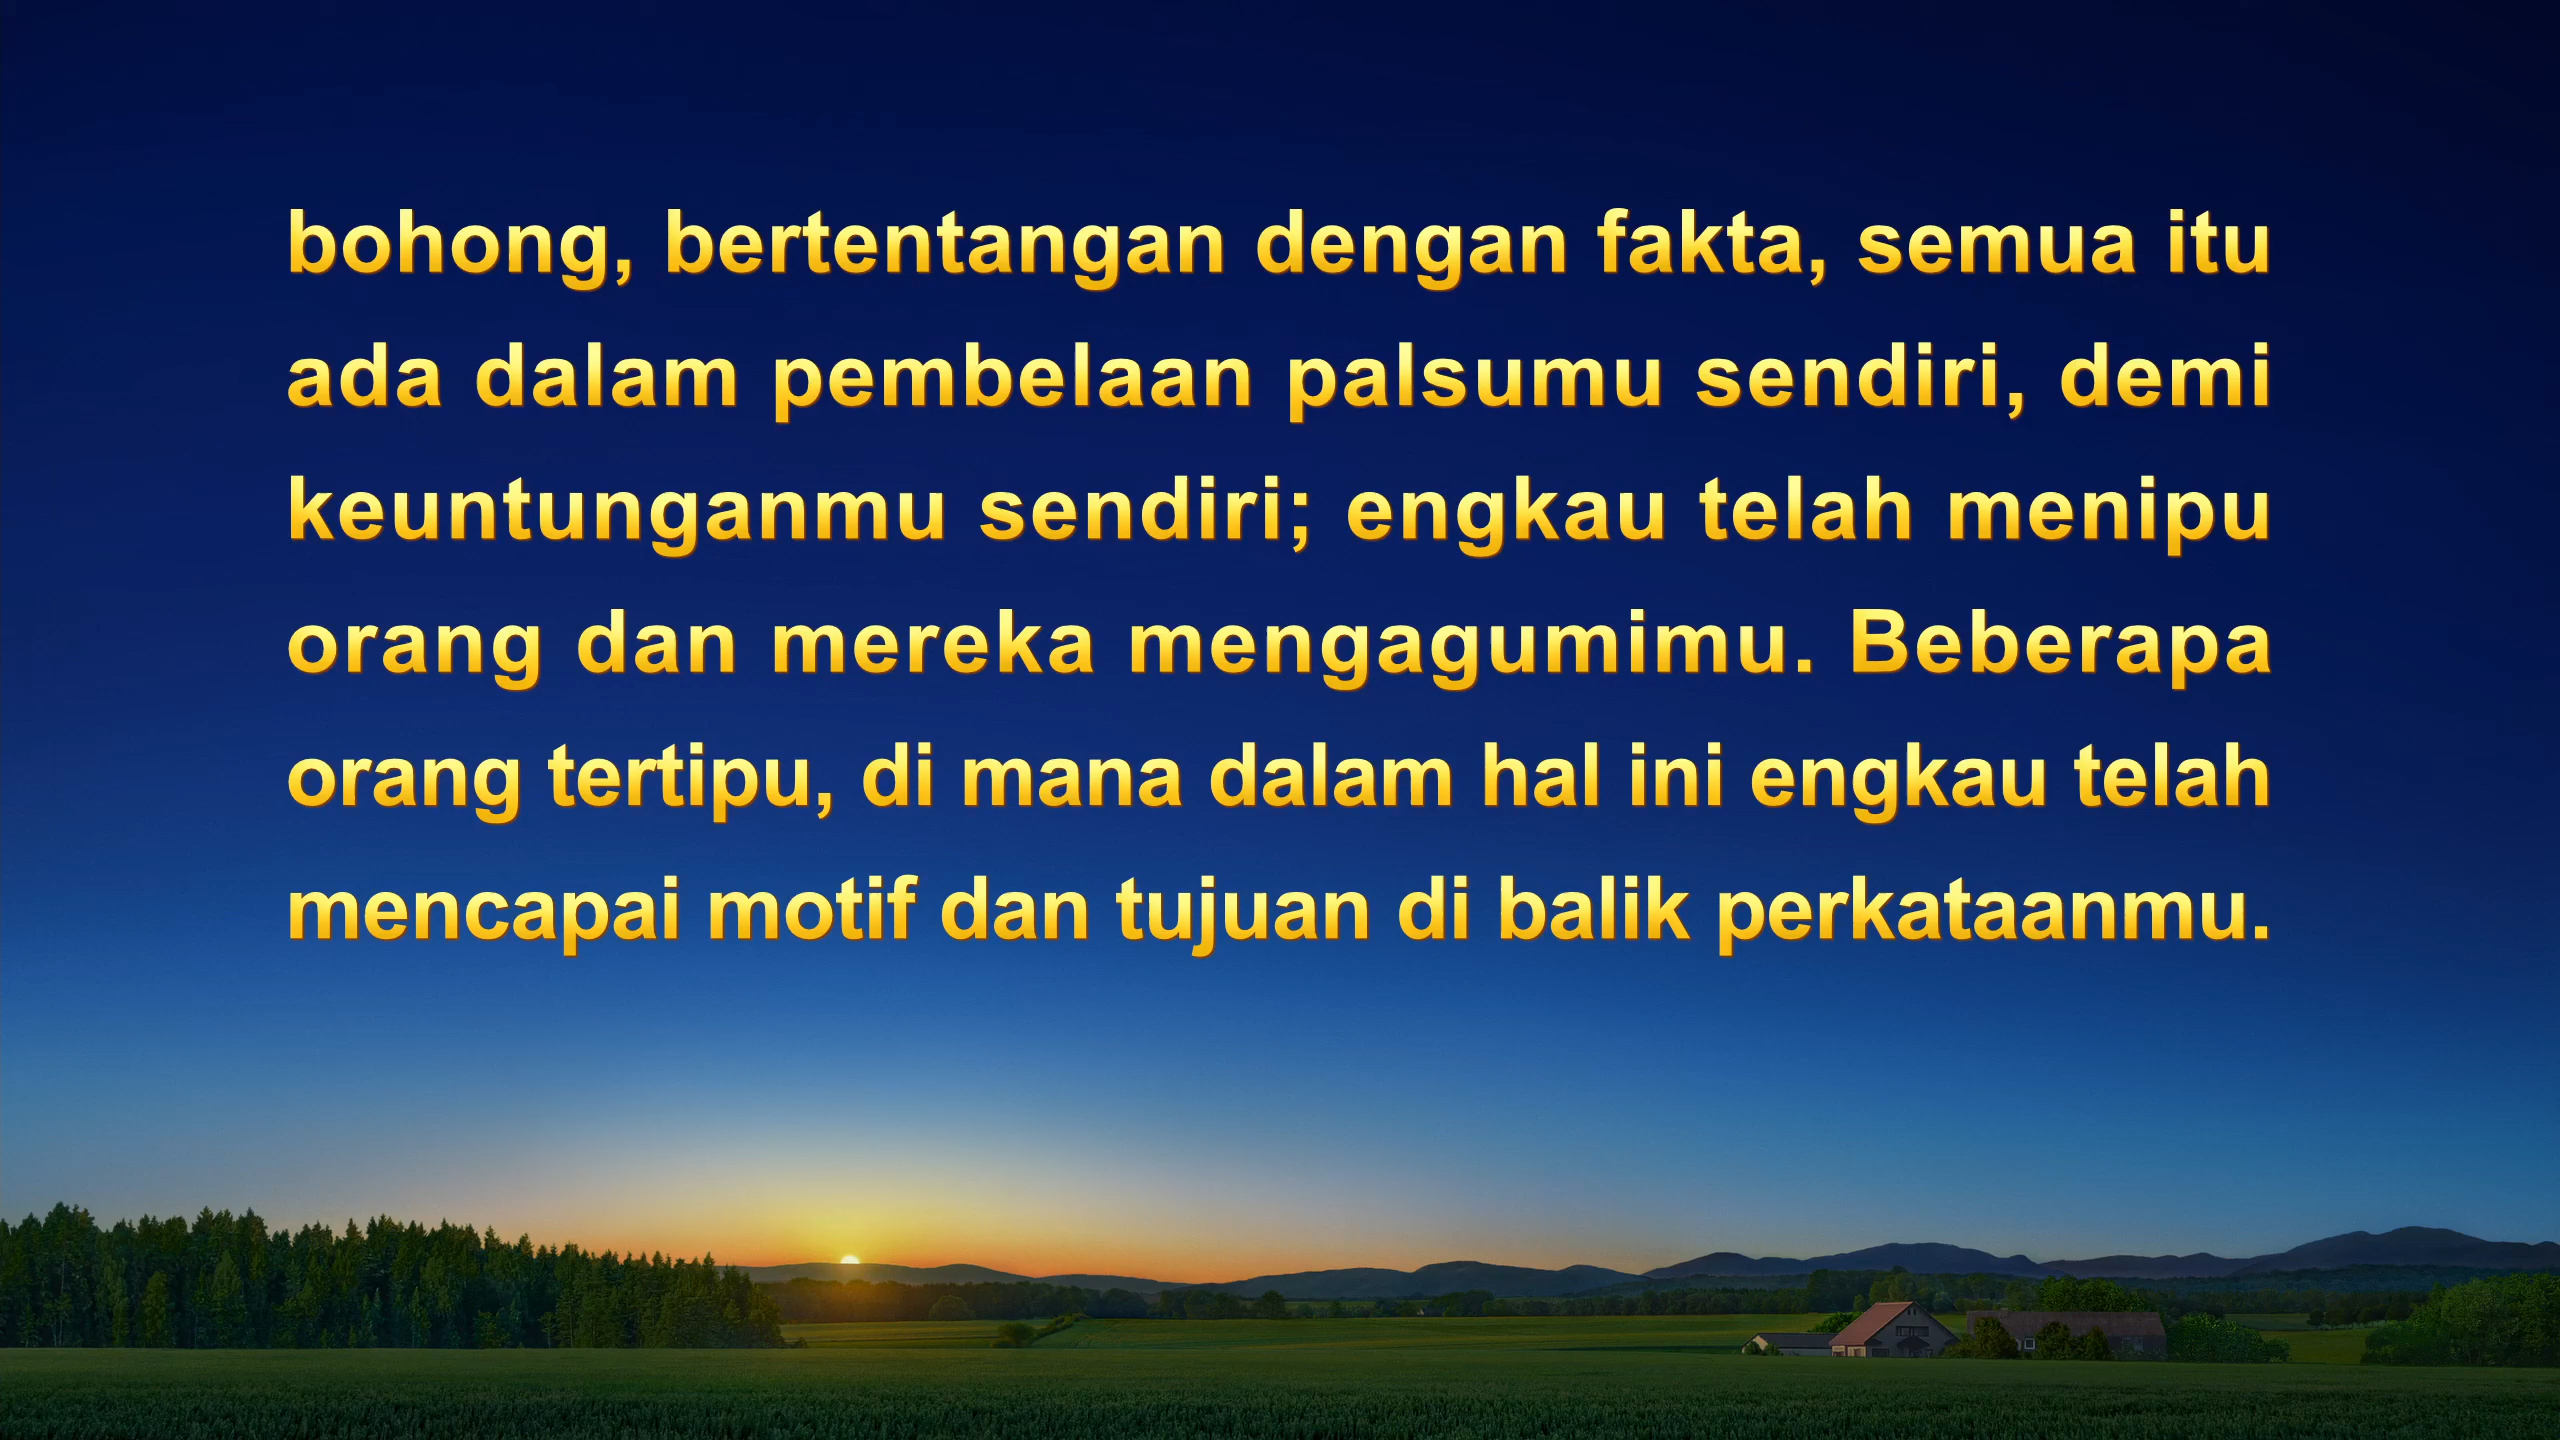 bohong, bertentangan dengan fakta, semua itu
ada dalam pembelaan palsumu sendiri, demi
keuntunganmu sendiri; engkau telah menipu
orang dan mereka mengagumimu. Beberapa
orang tertipu, di mana dalam hal ini engkau telah
mencapai motif dan tujuan di balik perkataanmu.